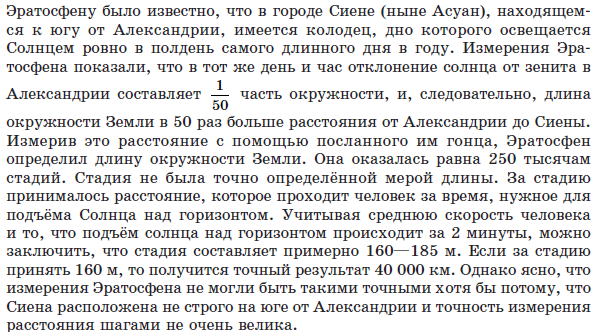 Эратосфену было известно, что в городе Сиене (ныне Асуан), находящем-
ся к югу от Александрии, имеется колодец, дно которого освещается
Солнцем ровно в полдень самого длинного дня в году. Измерения Эра-
тосфена показали, что в тот же день и час отклонение солнца от зенита в
Александрии составляет 1/50 часть окружности, и, следовательно, длина
окружности Земли в 50 раз больше расстояния от Александрии до Сиены.
Измерив это расстояние с помощью посланного им гонца, Эратосфен
определил длину окружности Земли. Она оказалась равна 250 тысячам
стадий. Стадия не была точно определённой мерой длины. За стадию
принималось расстояние, которое проходит человек за время, нужное для
подъёма Солнца над горизонтом. Учитывая среднюю скорость человека
и то, что подъём солнца над горизонтом происходит за 2 минуты, можно
заключить, что стадия составляет примерно 160—185 м. Если за стадию
принять 160 м, то получится точный результат 40 000 км. Однако ясно, что
измерения Эратосфена не могли быть такими точными хотя бы потому, что
Сиена расположена не строго на юге от Александрии и точность измерения
расстояния шагами не очень велика.